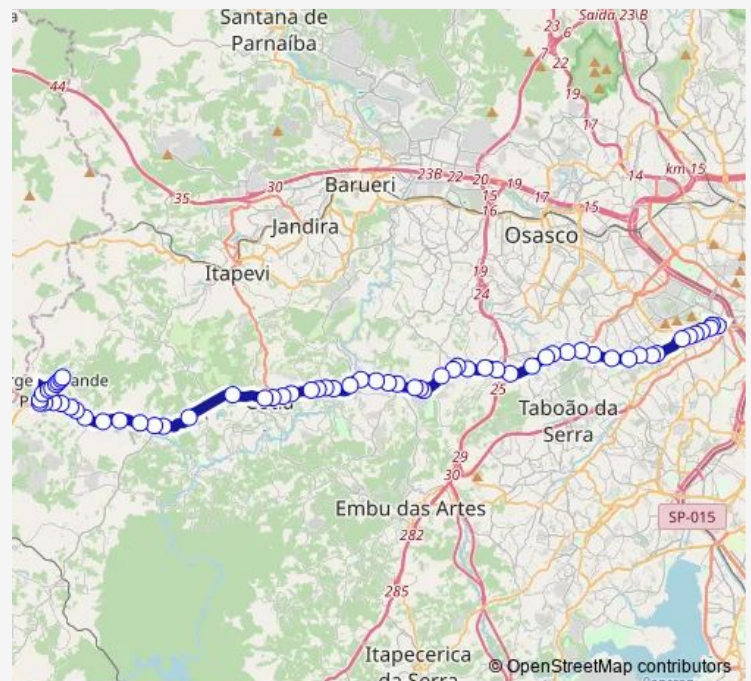 Saída 23 B
Santana de
Parnaíba
23
6
7
22
44
19
17
km 15
14
35
30
Barueri
23B
22
20
19
17
15
15
16
Jandira
Osasco
Itapevi
19
24
25
Taboão da
Serra
29
30
Embu das Artes
SP-015
282
285
Itapecerica
da Serra
© OpenStreetMap contributors